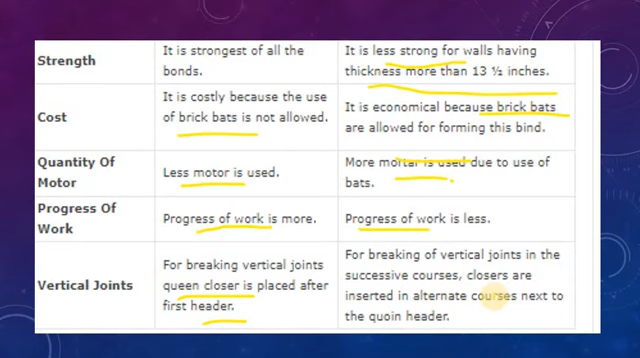 Strength
It is strongest of all the
bonds.
It is less strong for walls having
thickness more than 13 ½ inches.
Cost
It is costly because the use
of brick bats is not allowed.
It is economical because brick bats
are allowed for forming this bind.
Quantity Of
Motor
Less motor is used.
More mortar is used due to use of
bats.
Progress Of
Work
Progress of work is more.
Progress of work is less.
Vertical Joints
For breaking vertical joints
queen closer is placed after
first header.
For breaking of vertical joints in the
successive courses, closers are
inserted in alternate courses next to
the quoin header.